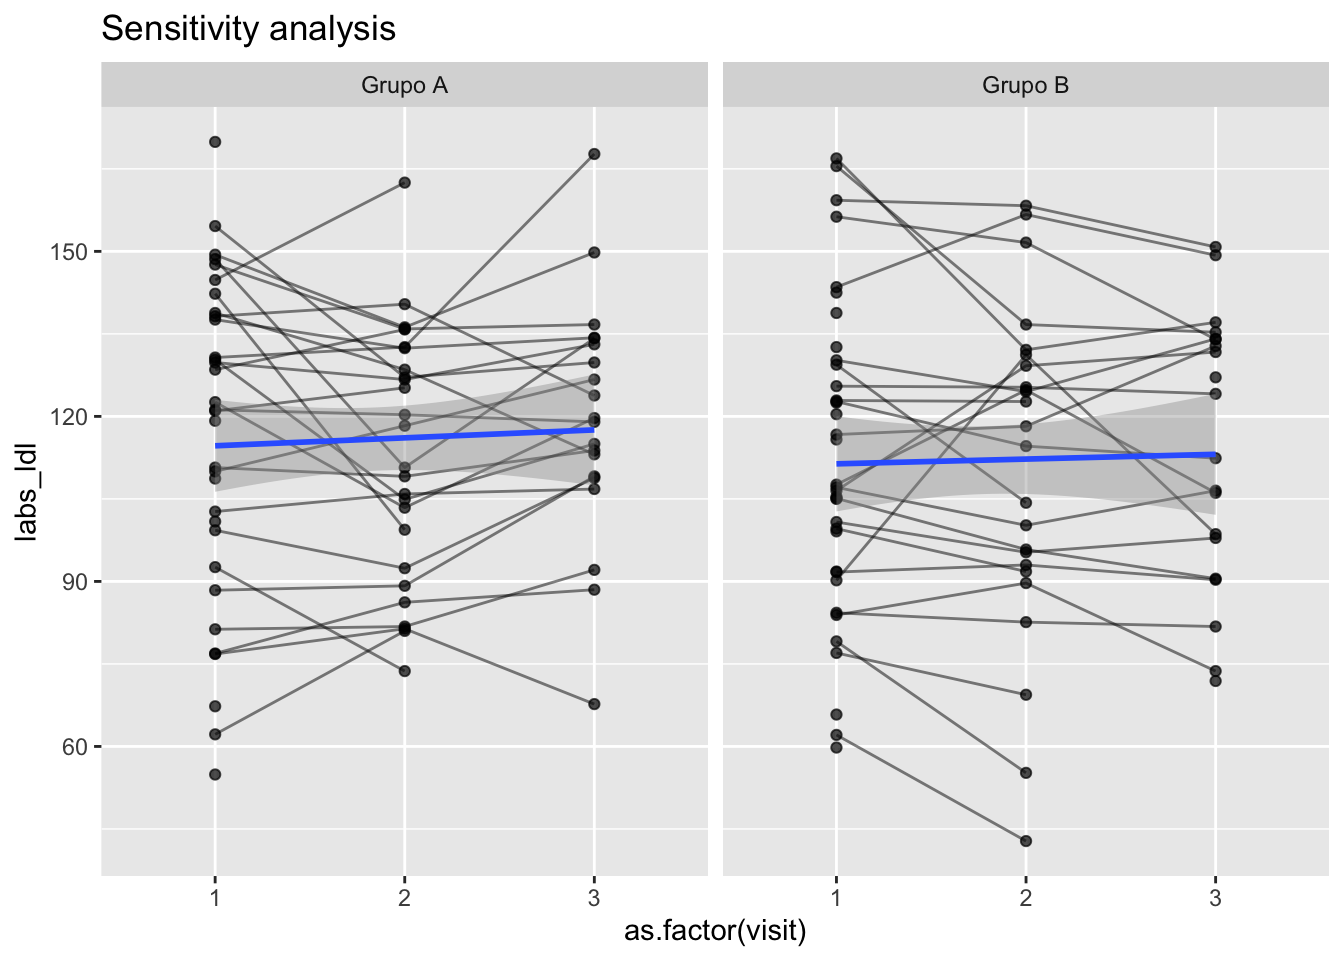 Sensitivity analysis
Grupo A
Grupo B
labs_ldl
150
120
90
60
1 2 3
1 2 3
as.factor(visit)